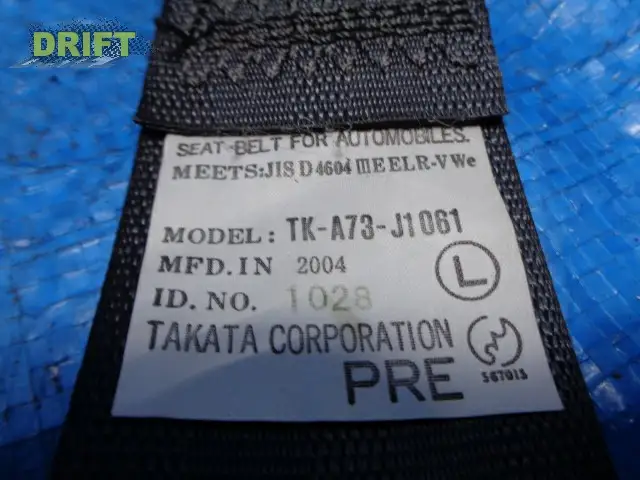 DRIFT
SEAT BELT FOR AUTOMOBILES.
MEETS:JIS D 4604 III E ELR-V We
MODEL: TK-A73-J1061
MFD.IN 2004
L
ID. NO. 1028
TAKATA CORPORATION
PRE
567015